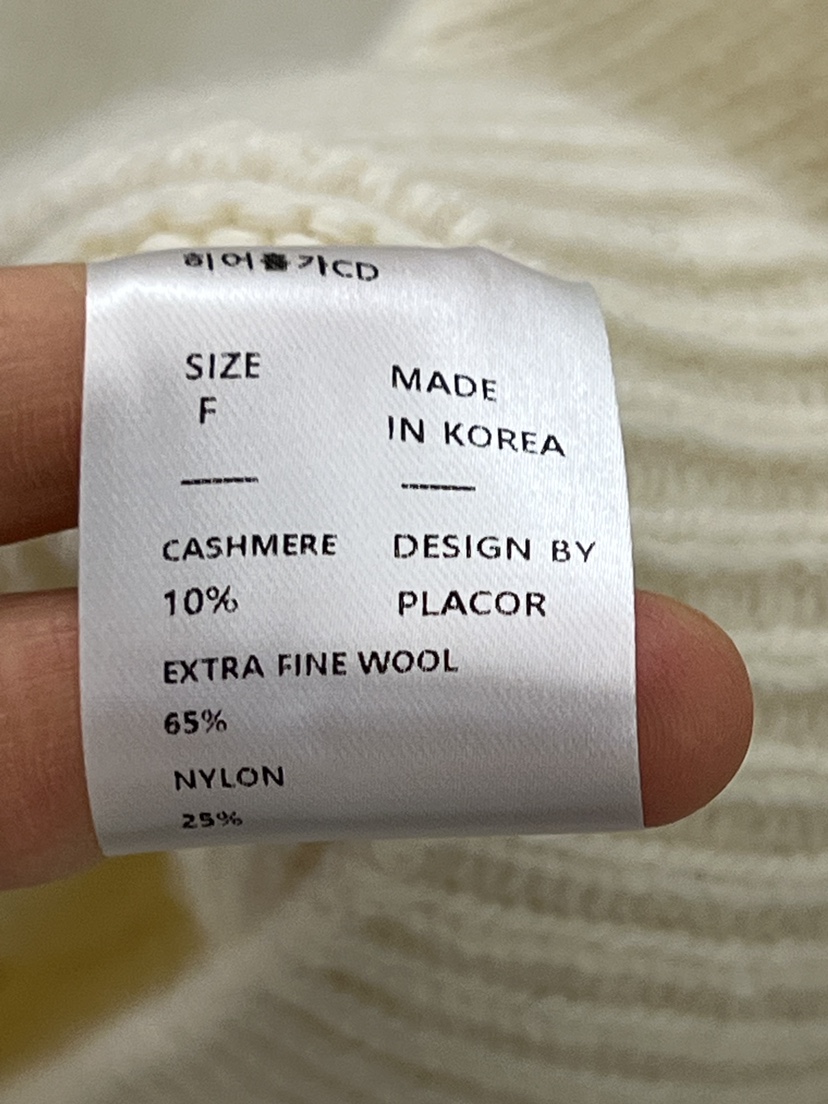 히어홀가CD
SIZE
F
MADE
IN KOREA
CASHMERE
10%
DESIGN BY
PLACOR
EXTRA FINE WOOL
65%
NYLON
25%